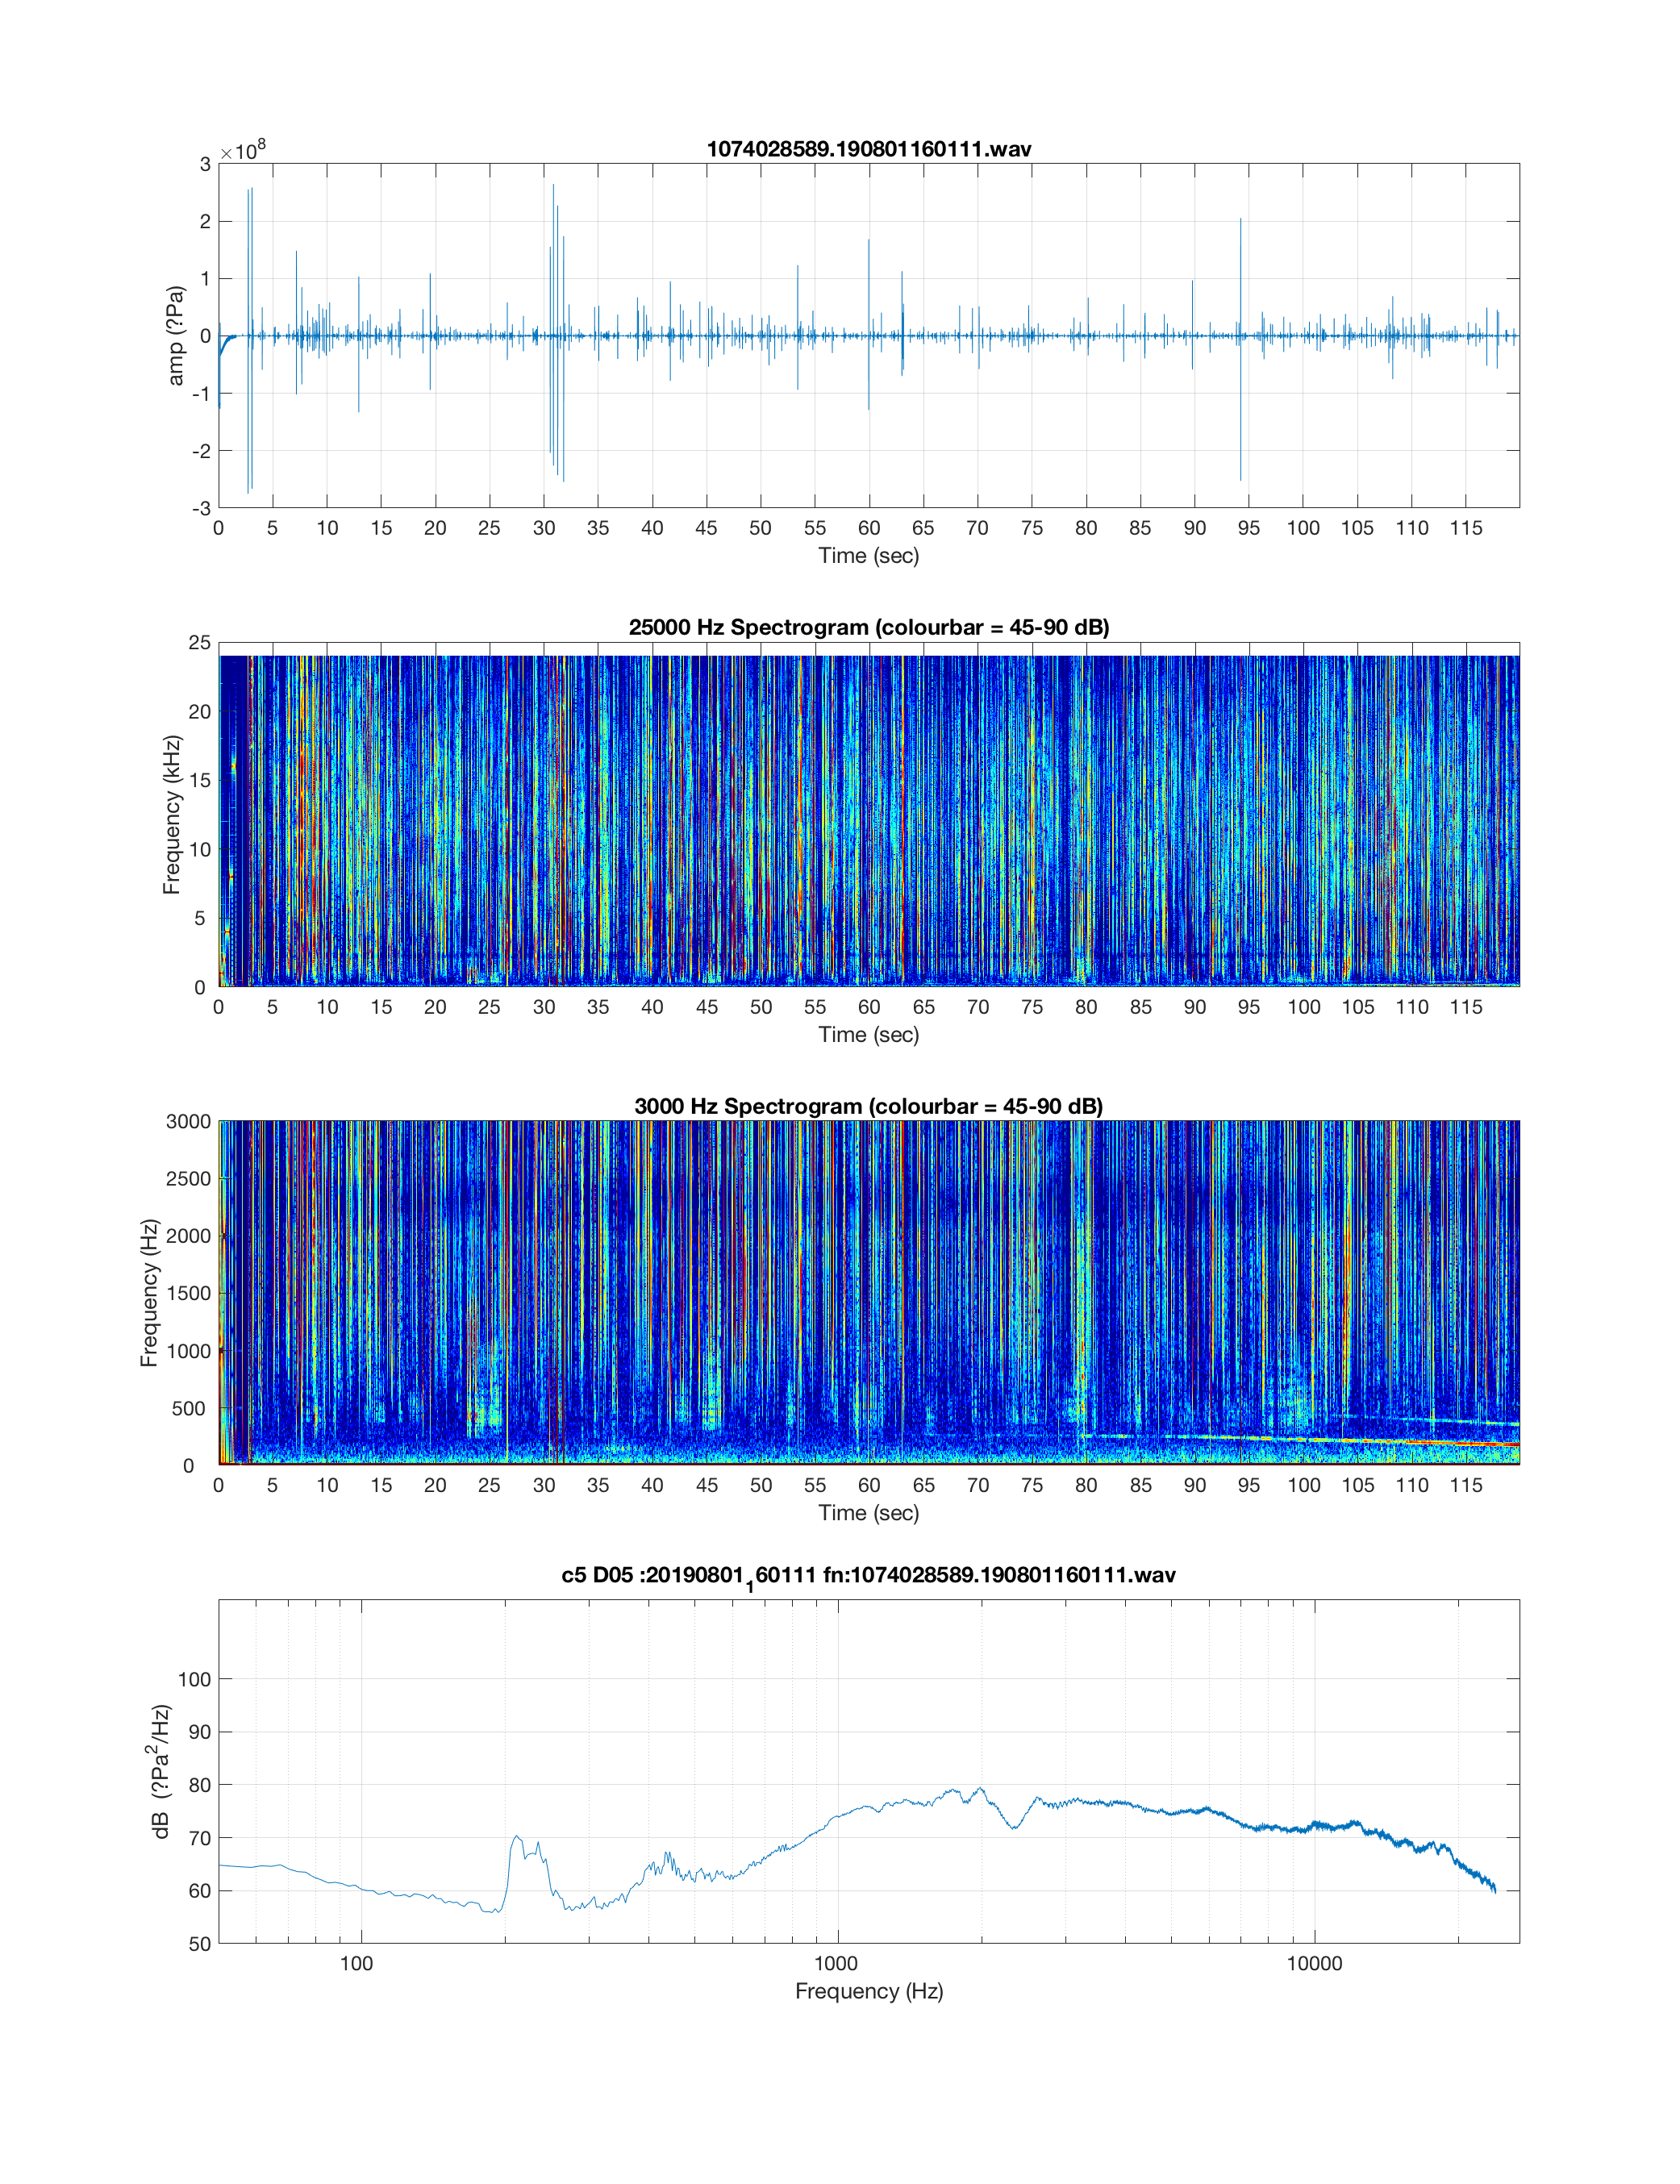 1074028589.190801160111.wav
×10^8
3
2
1
0
-1
-2
-3
amp (?Pa)
0 5 10 15 20 25 30 35 40 45 50 55 60 65 70 75 80 85 90 95 100 105 110 115
Time (sec)
25000 Hz Spectrogram (colourbar = 45-90 dB)
25
20
15
10
5
0
Frequency (kHz)
0 5 10 15 20 25 30 35 40 45 50 55 60 65 70 75 80 85 90 95 100 105 110 115
Time (sec)
3000 Hz Spectrogram (colourbar = 45-90 dB)
3000
2500
2000
1500
1000
500
0
Frequency (Hz)
0 5 10 15 20 25 30 35 40 45 50 55 60 65 70 75 80 85 90 95 100 105 110 115
Time (sec)
c5 D05 :20190801_160111 fn:1074028589.190801160111.wav
100
90
80
70
60
50
dB (?Pa^2/Hz)
100 1000 10000
Frequency (Hz)